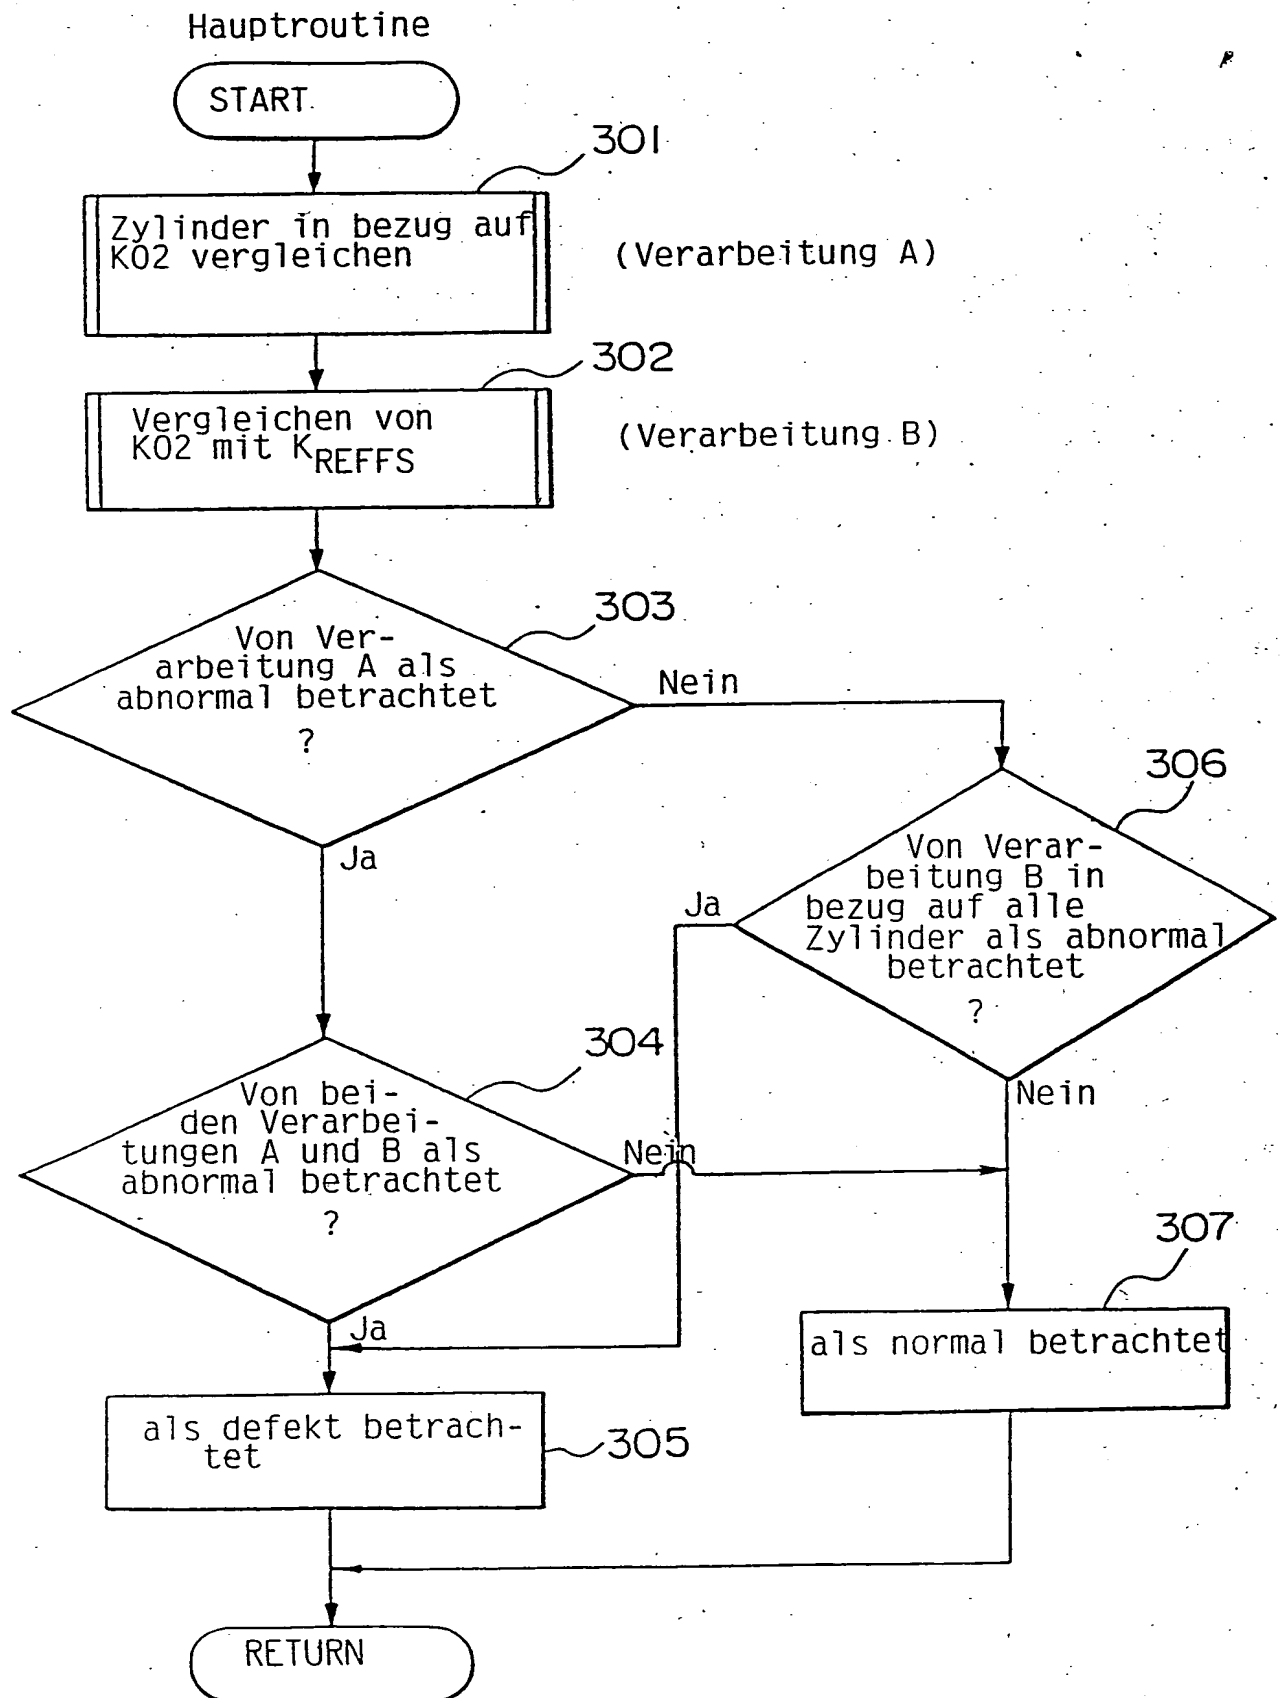 Hauptroutine
START
301
Zylinder in bezug auf
KO2 vergleichen
(Verarbeitung A)
302
Vergleichen von
KO2 mit KREFFS
(Verarbeitung B)
303
Von Ver-
arbeitung A als
abnormal betrachtet
?
Nein
Ja
306
Von Verar-
beitung B in
bezug auf alle
Zylinder als abnormal
betrachtet
?
Ja
Nein
304
Von bei-
den Verarbei-
tungen A und B als
abnormal betrachtet
?
Nein
Ja
307
als normal betrachtet
als defekt betrach-
tet
305
RETURN